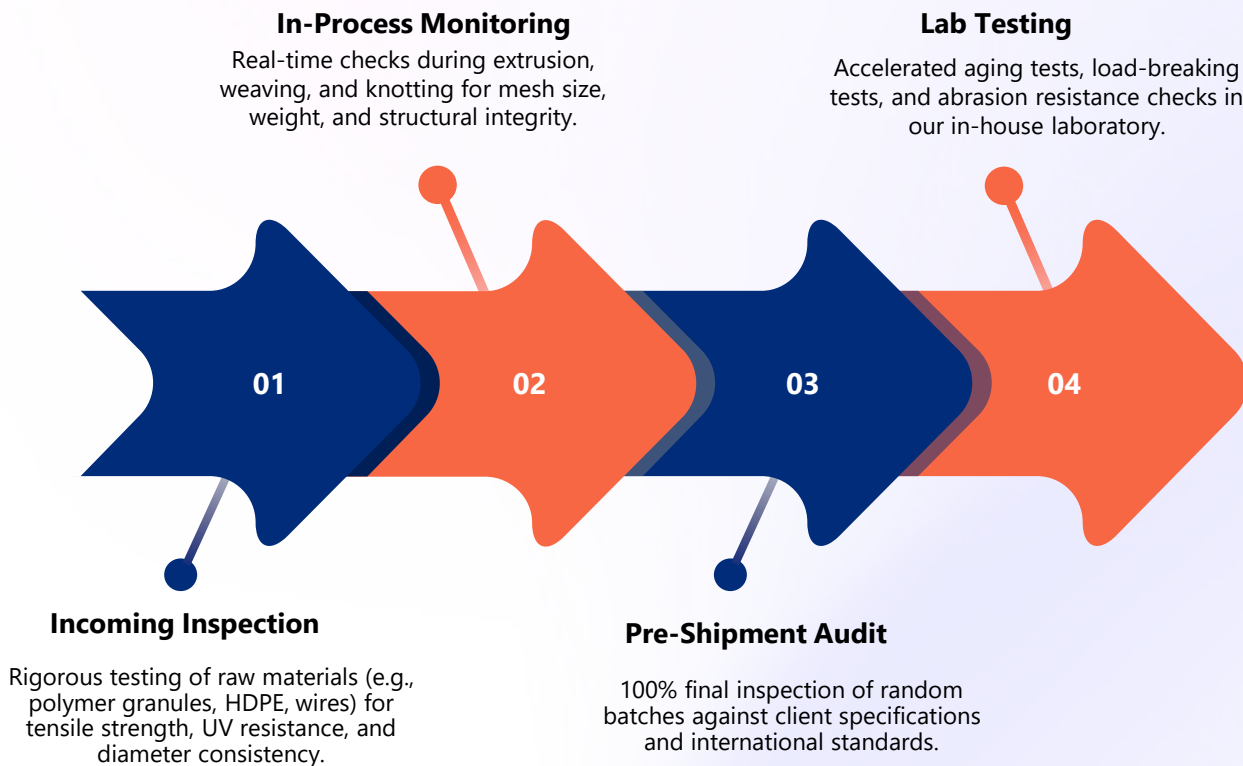 In-Process Monitoring
Real-time checks during extrusion,
weaving, and knotting for mesh size,
weight, and structural integrity.
Lab Testing
Accelerated aging tests, load-breaking
tests, and abrasion resistance checks in
our in-house laboratory.
01
02
03
04
Incoming Inspection
Rigorous testing of raw materials (e.g.,
polymer granules, HDPE, wires) for
tensile strength, UV resistance, and
diameter consistency.
Pre-Shipment Audit
100% final inspection of random
batches against client specifications
and international standards.